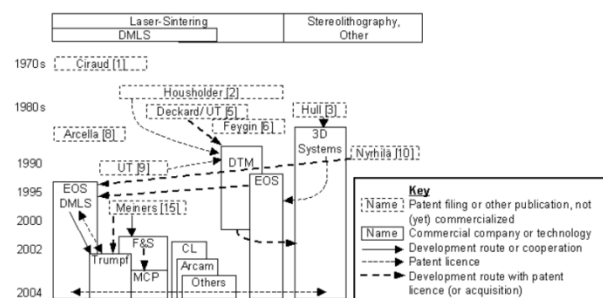 Laser-Sintering
Stereolithography,
Other
DMLS
1970s
Ciraud [1]
Housholder [2]
1980s
Deckard/ UT [5]
Hull [3]
Feygin [6]
Arcella [8]
3D
Systems
Nyrhilä [10]
UT [9]
DTM
1990
EOS
1995
EOS
DMLS
Meiners [15]
2000
F&S
CL
2002
Trumpf
Arcam
MCP
Others
2004
Key
Name
Patent filing or other publication, not
(yet) commercialized
Name
Commercial company or technology
Development route or cooperation
Patent licence
Development route with patent
licence (or acquisition)